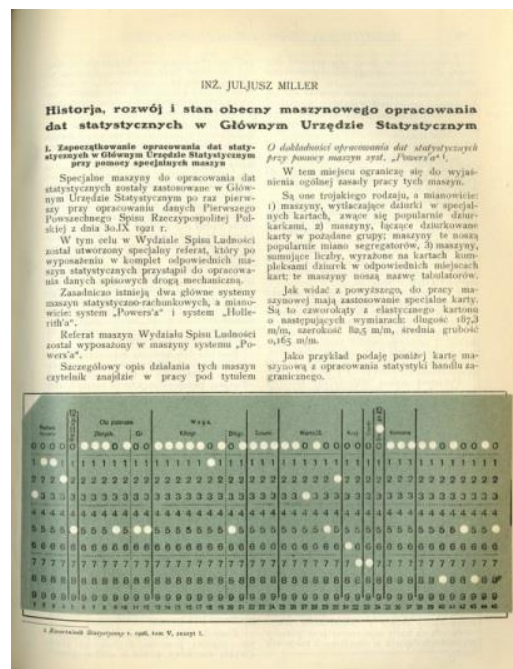 INŻ. JULJUSZ MILLER
Historja, rozwój i stan obecny maszynowego opracowania
dat statystycznych w Głównym Urzędzie Statystycznym
I. Zapoczątkowanie opracowania dat staty-
stycznych w Głównym Urzędzie Statystycznym
przy pomocy specjalnych maszyn
Specjalne maszyny do opracowania dat
statystycznych zostały zastosowane w Głów-
nym Urzędzie Statystycznym po raz pierw-
szy przy opracowaniu danych Pierwszego
Powszechnego Spisu Rzeczypospolitej Pol-
skiej z dnia 30.IX 1921 r.
W tym celu w Wydziale Spisu Ludności
został utworzony specjalny referat, który po
wyposażeniu w komplet odpowiednich ma-
szyn statystycznych przystąpił do opracowa-
nia danych spisowych drogą mechaniczną.
Zasadniczo istnieją dwa główne systemy
maszyn statystyczno-rachunkowych, a miano-
wicie: system „Powers'a“ i system „Holle-
rith'a“.
Referat maszyn Wydziału Spisu Ludności
został wyposażony w maszyny systemu „Po-
wers'a“.
Szczegółowy opis działania tych maszyn
czytelnik znajdzie w pracy pod tytułem
O dokładności opracowania dat statystycznych
przy pomocy maszyn syst. „Powers'a“ ¹.
W tem miejscu ograniczę się do wyjaś-
nienia ogólnej zasady pracy tych maszyn.
Są one trojakiego rodzaju, a mianowicie:
1) maszyny, wytłaczające dziurki w specjal-
nych kartach, zwące się popularnie dziur-
karkami, 2) maszyny, łączące dziurkowane
karty w pożądane grupy; maszyny te noszą
popularnie miano segregatorów, 3) maszyny,
sumujące liczby, wyrażone na kartach kom-
pleksami dziurek w odpowiednich miejscach
kart; te maszyny noszą nazwę tabulatorów.
Jak widać z powyższego, do pracy ma-
szynowej mają zastosowanie specjalne karty.
Są to czworokąty z elastycznego kartonu
o następujących wymiarach: długość 187,3
m/m, szerokość 82,5 m/m, średnia grubość
0,165 m/m.
Jako przykład podaję poniżej kartę ma-
szynową z opracowania statystyki handlu za-
granicznego.
¹ Kwartalnik Statystyczny r. 1928, tom V, zeszyt 1.